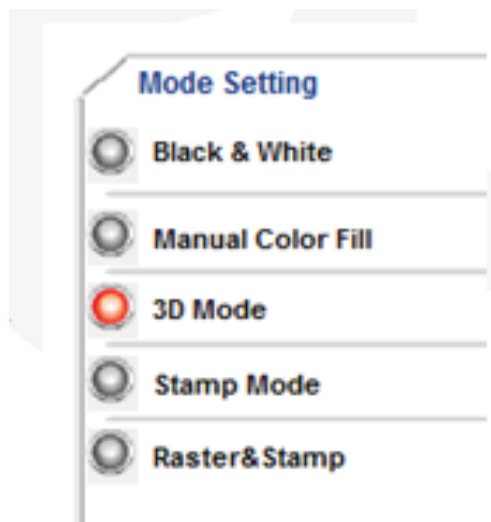 Mode Setting
Black & White
Manual Color Fill
3D Mode
Stamp Mode
Raster&Stamp